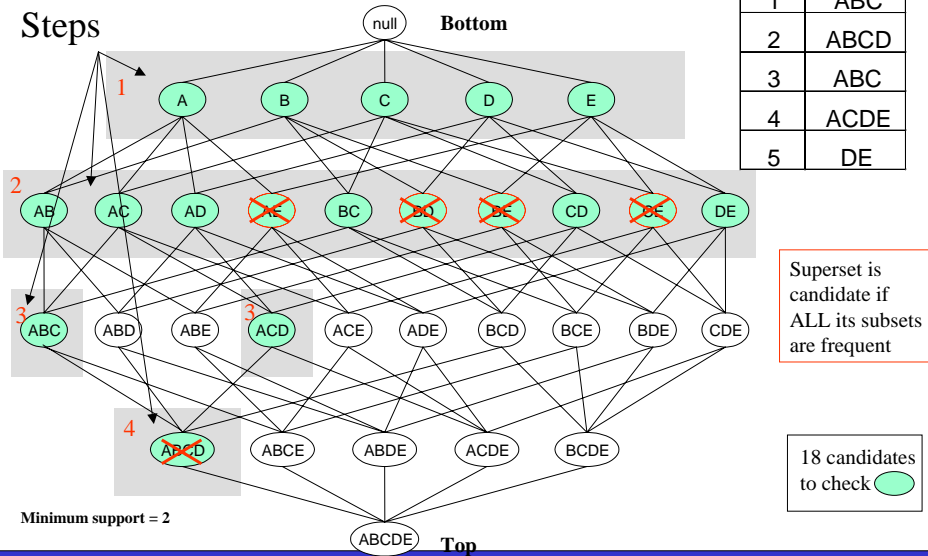 Steps
null
Bottom
1 ABC
2 ABCD
3 ABC
4 ACDE
5 DE
1
A B C D E
2
AB AC AD AE BC BD BE CD CE DE
Superset is
candidate if
ALL its subsets
are frequent
3
3
ABC ABD ABE ACD ACE ADE BCD BCE BDE CDE
4
ABCD ABCE ABDE ACDE BCDE
18 candidates
to check
Minimum support = 2
ABCDE
Top